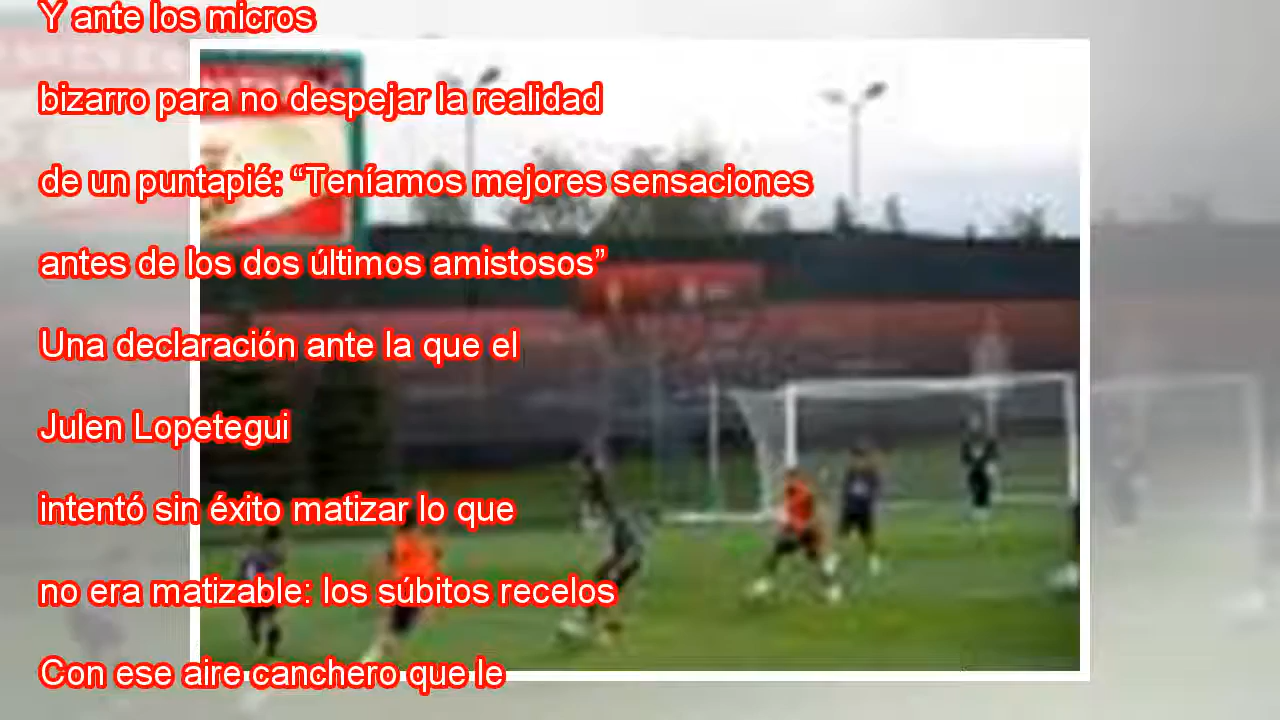 Y ante los micros
bizarro para no despejar la realidad
de un puntapié: “Teníamos mejores sensaciones
antes de los dos últimos amistosos”
Una declaración ante la que el
Julen Lopetegui
intentó sin éxito matizar lo que
no era matizable: los súbitos recelos
Con ese aire canchero que le